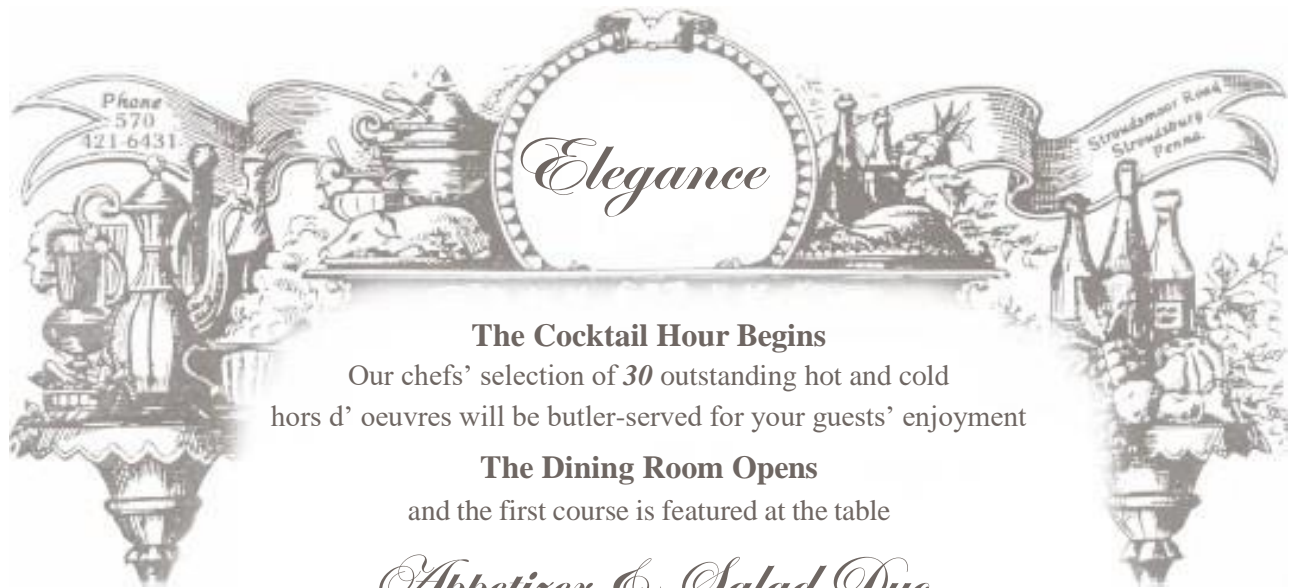 Phone
570
421-6431
Stroudsmoor Road
Stroudsburg
Penna.
Elegance
The Cocktail Hour Begins
Our chefs’ selection of 30 outstanding hot and cold
hors d’ oeuvres will be butler-served for your guests’ enjoyment
The Dining Room Opens
and the first course is featured at the table
Appetizer & Salad Duo